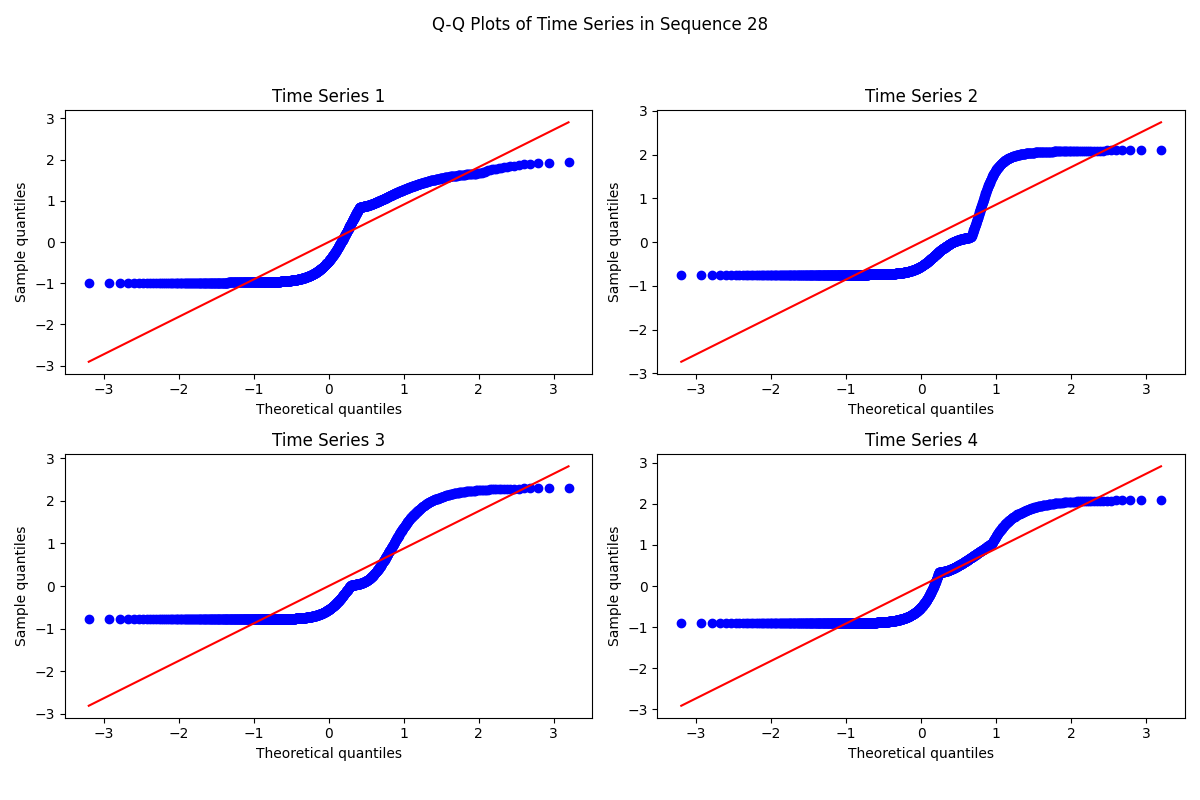 Q-Q Plots of Time Series in Sequence 28
Time Series 1
Sample quantiles
3
2
1
0
−1
−2
−3
−3 −2 −1 0 1 2 3
Theoretical quantiles
Time Series 2
Sample quantiles
3
2
1
0
−1
−2
−3
−3 −2 −1 0 1 2 3
Theoretical quantiles
Time Series 3
Sample quantiles
3
2
1
0
−1
−2
−3
−3 −2 −1 0 1 2 3
Theoretical quantiles
Time Series 4
Sample quantiles
3
2
1
0
−1
−2
−3
−3 −2 −1 0 1 2 3
Theoretical quantiles